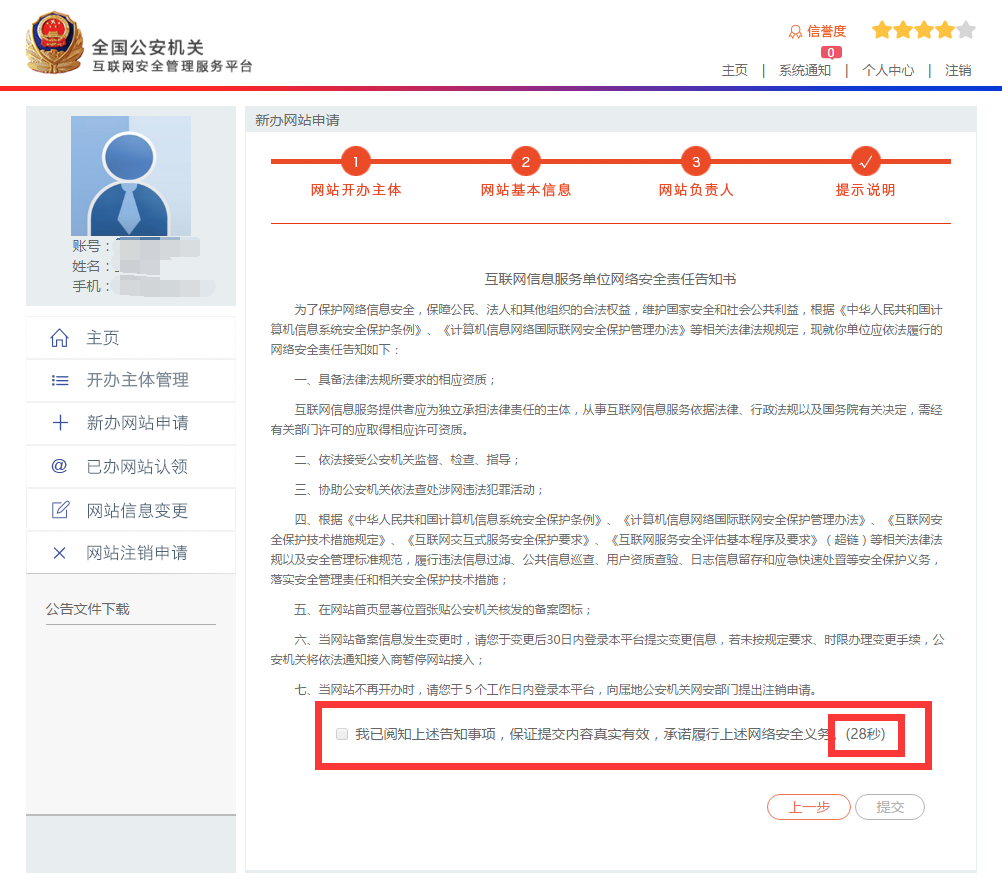 全国公安机关
互联网安全管理服务平台
信誉度
0
主页 | 系统通知 | 个人中心 | 注销
账号：
姓名：
手机：
主页
开办主体管理
新办网站申请
@ 已办网站认领
网站信息变更
网站注销申请
公告文件下载
新办网站申请
1 2 3
网站开办主体 网站基本信息 网站负责人 提示说明
互联网信息服务单位网络安全责任告知书
为了保护网络信息安全，保障公民、法人和其他组织的合法权益，维护国家安全和社会公共利益，根据《中华人民共和国计
算机信息系统安全保护条例》、《计算机信息网络国际联网安全保护管理办法》等相关法律法规规定，现就你单位应依法履行的
网络安全责任告知如下：
一、具备法律法规所要求的相应资质；
互联网信息服务提供者应为独立承担法律责任的主体，从事互联网信息服务依据法律、行政法规以及国务院有关决定，需经
有关部门许可的应取得相应许可资质。
二、依法接受公安机关监督、检查、指导；
三、协助公安机关依法查处涉网违法犯罪活动；
四、根据《中华人民共和国计算机信息系统安全保护条例》、《计算机信息网络国际联网安全保护管理办法》、《互联网安
全保护技术措施规定》、《互联网交互式服务安全保护要求》、《互联网服务安全评估基本程序及要求》（超链）等相关法律法
规以及安全管理标准规范，履行违法信息过滤、公共信息巡查、用户资质查验、日志信息留存和应急快速处置等安全保护义务，
落实安全管理责任和相关安全保护技术措施；
五、在网站首页显著位置张贴公安机关核发的备案图标；
六、当网站备案信息发生变更时，请您于变更后30日内登录本平台提交变更信息，若未按规定要求、时限办理变更手续，公
安机关将依法通知接入商暂停网站接入；
七、当网站不再开办时，请您于５个工作日内登录本平台，向属地公安机关网安部门提出注销申请。
我已阅知上述告知事项，保证提交内容真实有效，承诺履行上述网络安全义务。(28秒)
上一步 提交